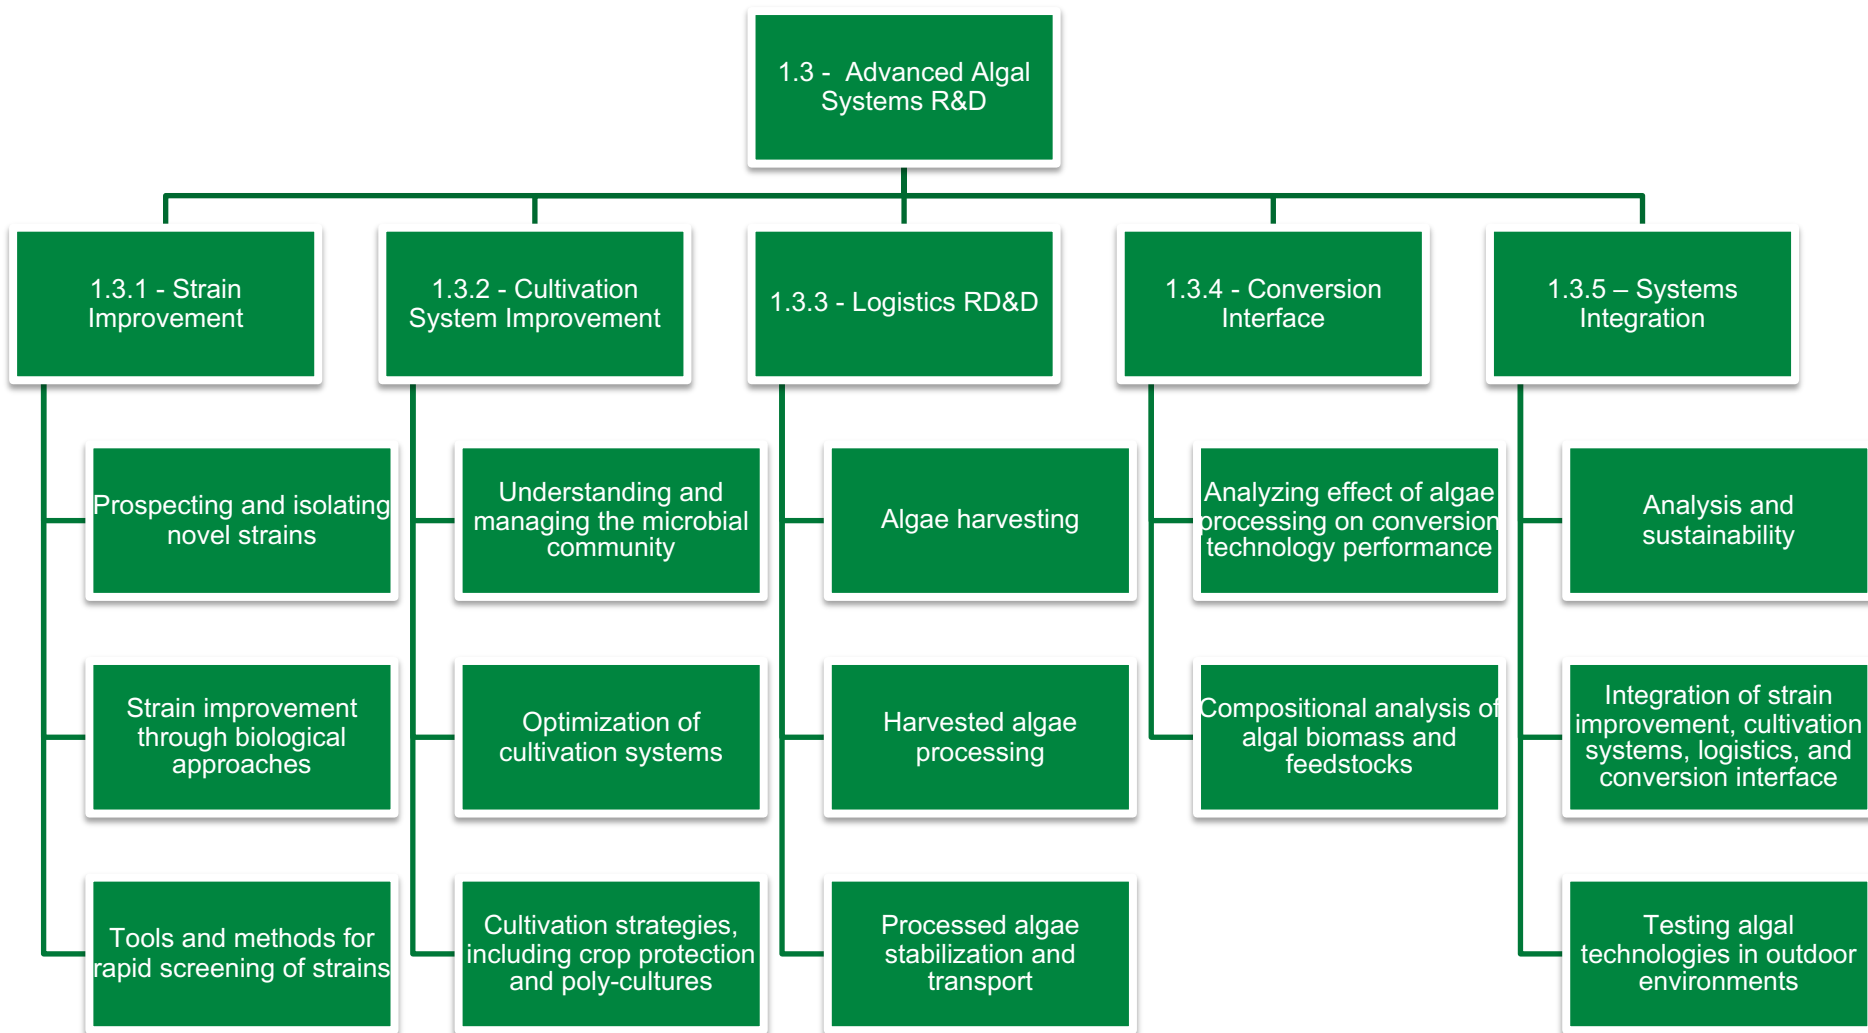 1.3 - Advanced Algal
Systems R&D
1.3.1 - Strain
Improvement
1.3.2 - Cultivation
System Improvement
1.3.3 - Logistics RD&D
1.3.4 - Conversion
Interface
1.3.5 – Systems
Integration
Prospecting and isolating
novel strains
Strain improvement
through biological
approaches
Tools and methods for
rapid screening of strains
Understanding and
managing the microbial
community
Optimization of
cultivation systems
Cultivation strategies,
including crop protection
and poly-cultures
Algae harvesting
Harvested algae
processing
Processed algae
stabilization and
transport
Analyzing effect of algae
processing on conversion
technology performance
Compositional analysis of
algal biomass and
feedstocks
Analysis and
sustainability
Integration of strain
improvement, cultivation
systems, logistics, and
conversion interface
Testing algal
technologies in outdoor
environments